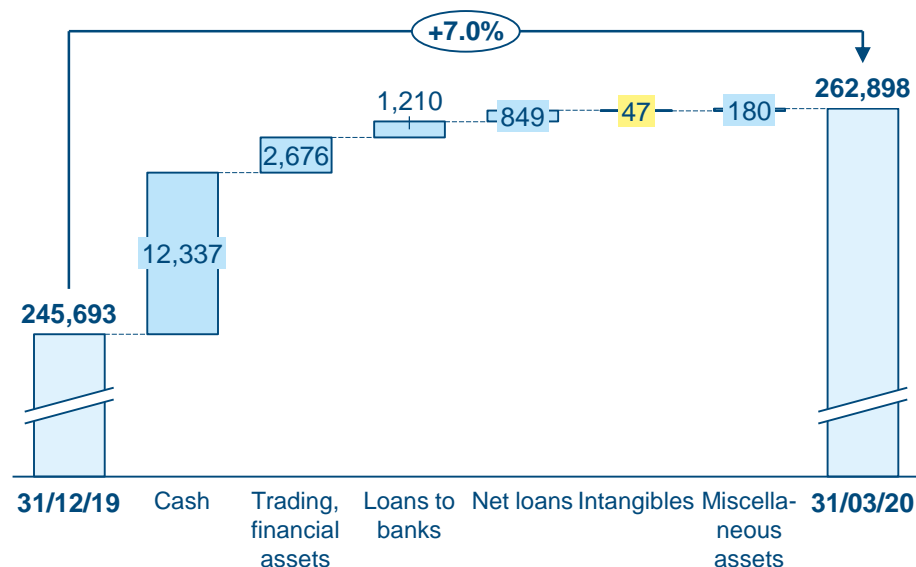 +7.0%
262,898
1,210
849
47
180
2,676
12,337
245,693
31/12/19
Cash
Trading,
financial
assets
Loans to
banks
Net loans
Intangibles
Miscella-
neous
assets
31/03/20